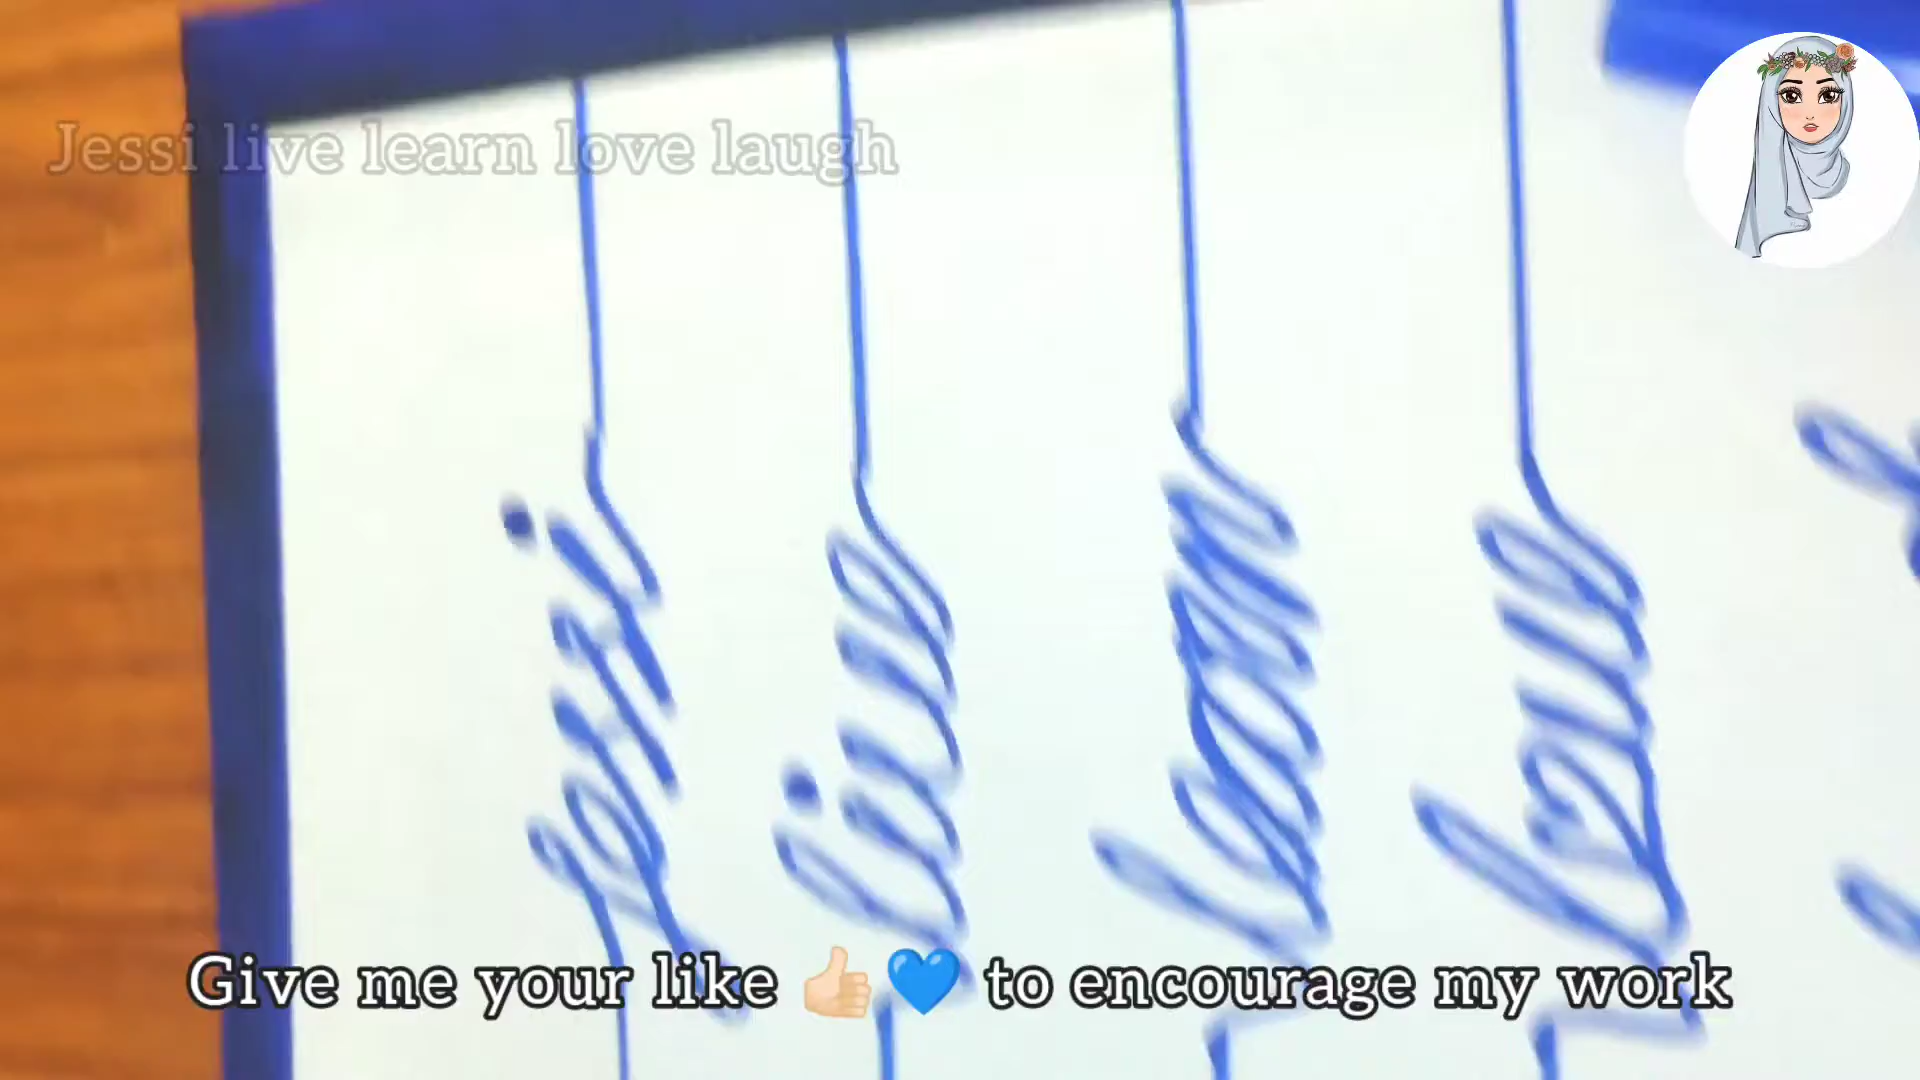 Jessi live learn love laugh
Jessi
live
learn
love
Give me your like 👍🏻💙 to encourage my work